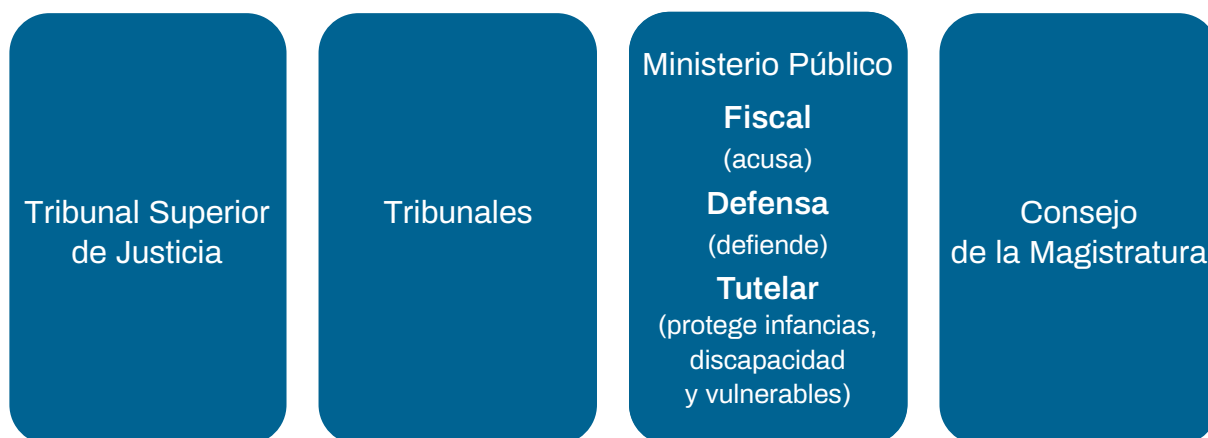 Tribunal Superior
de Justicia
Tribunales
Ministerio Público
Fiscal
(acusa)
Defensa
(defiende)
Tutelar
(protege infancias,
discapacidad
y vulnerables)
Consejo
de la Magistratura